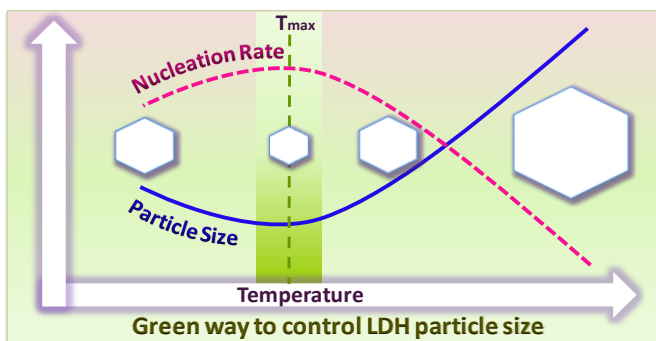 Tmax
Nucleation Rate
Particle Size
Temperature
Green way to control LDH particle size